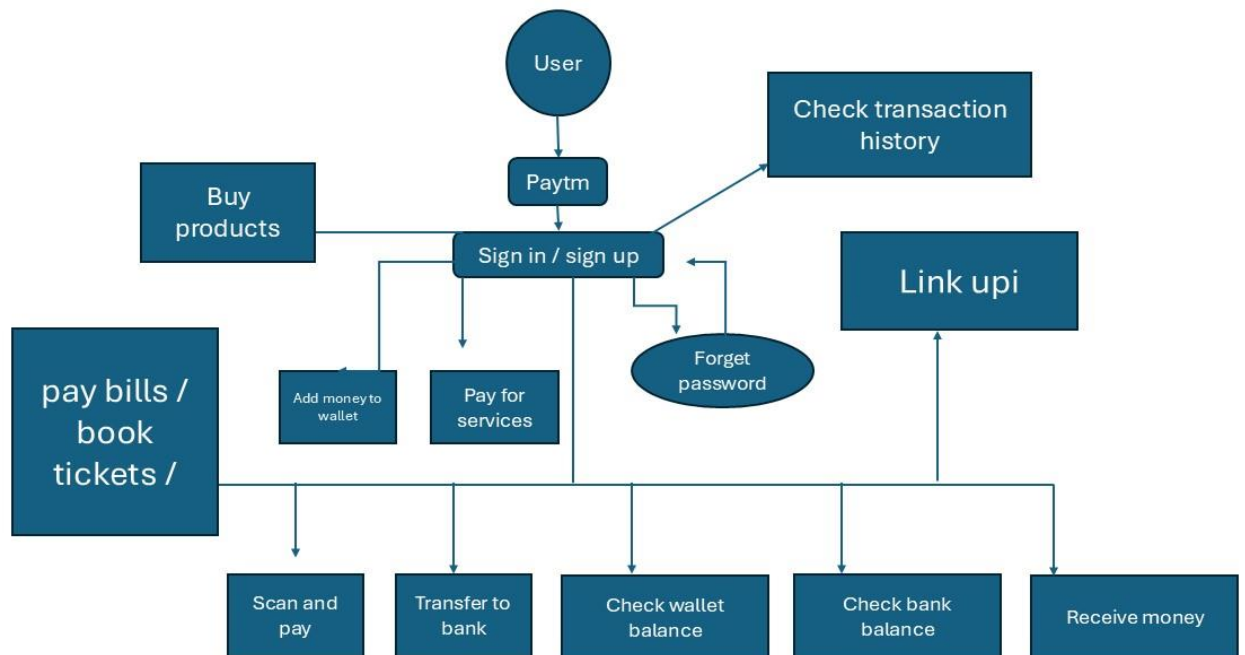 User
Check transaction
history
Paytm
Buy
products
Sign in / sign up
Link upi
pay bills /
book
tickets /
Add money to
wallet
Pay for
services
Forget
password
Scan and
pay
Transfer to
bank
Check wallet
balance
Check bank
balance
Receive money